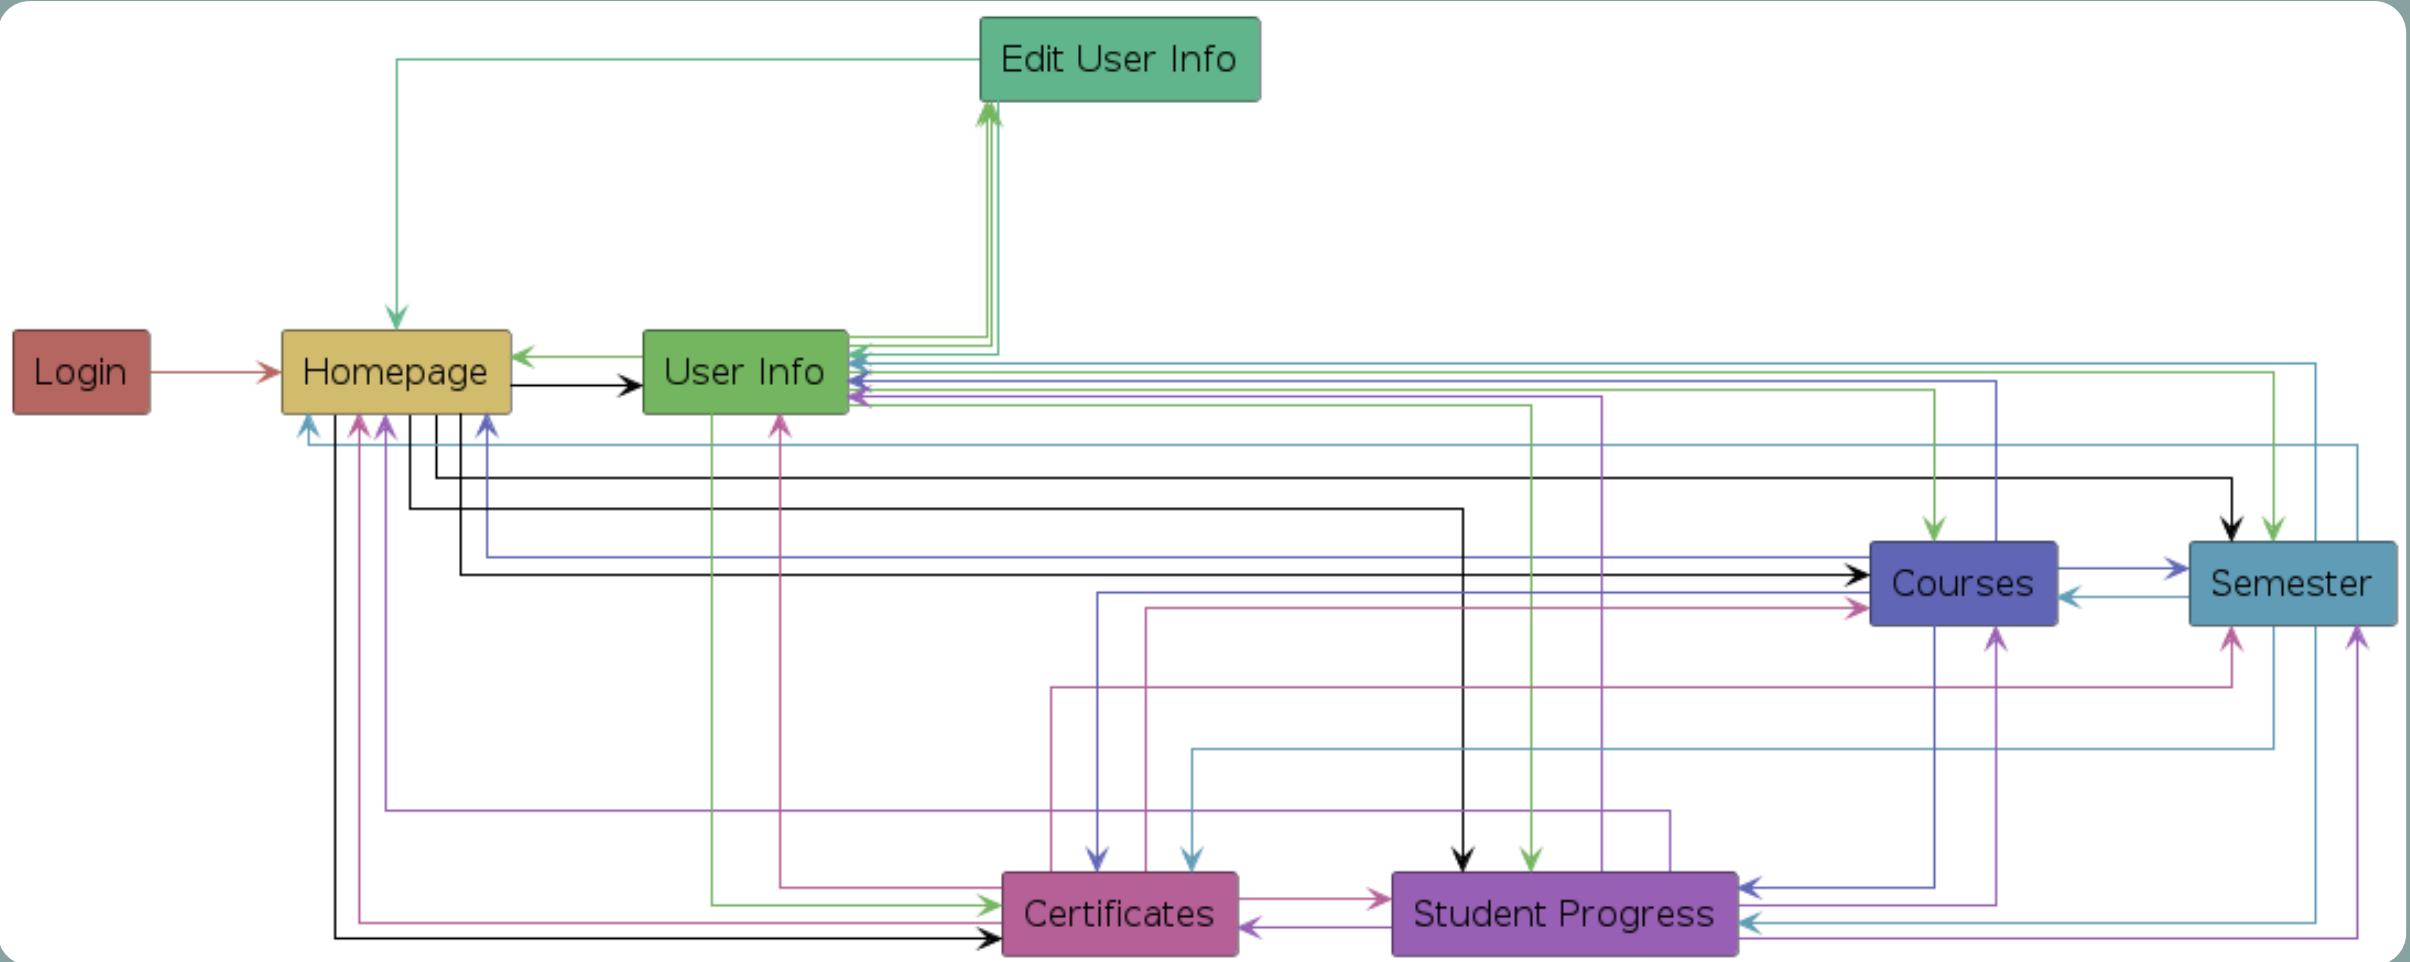 Edit User Info
Login
Homepage
User Info
Courses
Semester
Certificates
Student Progress